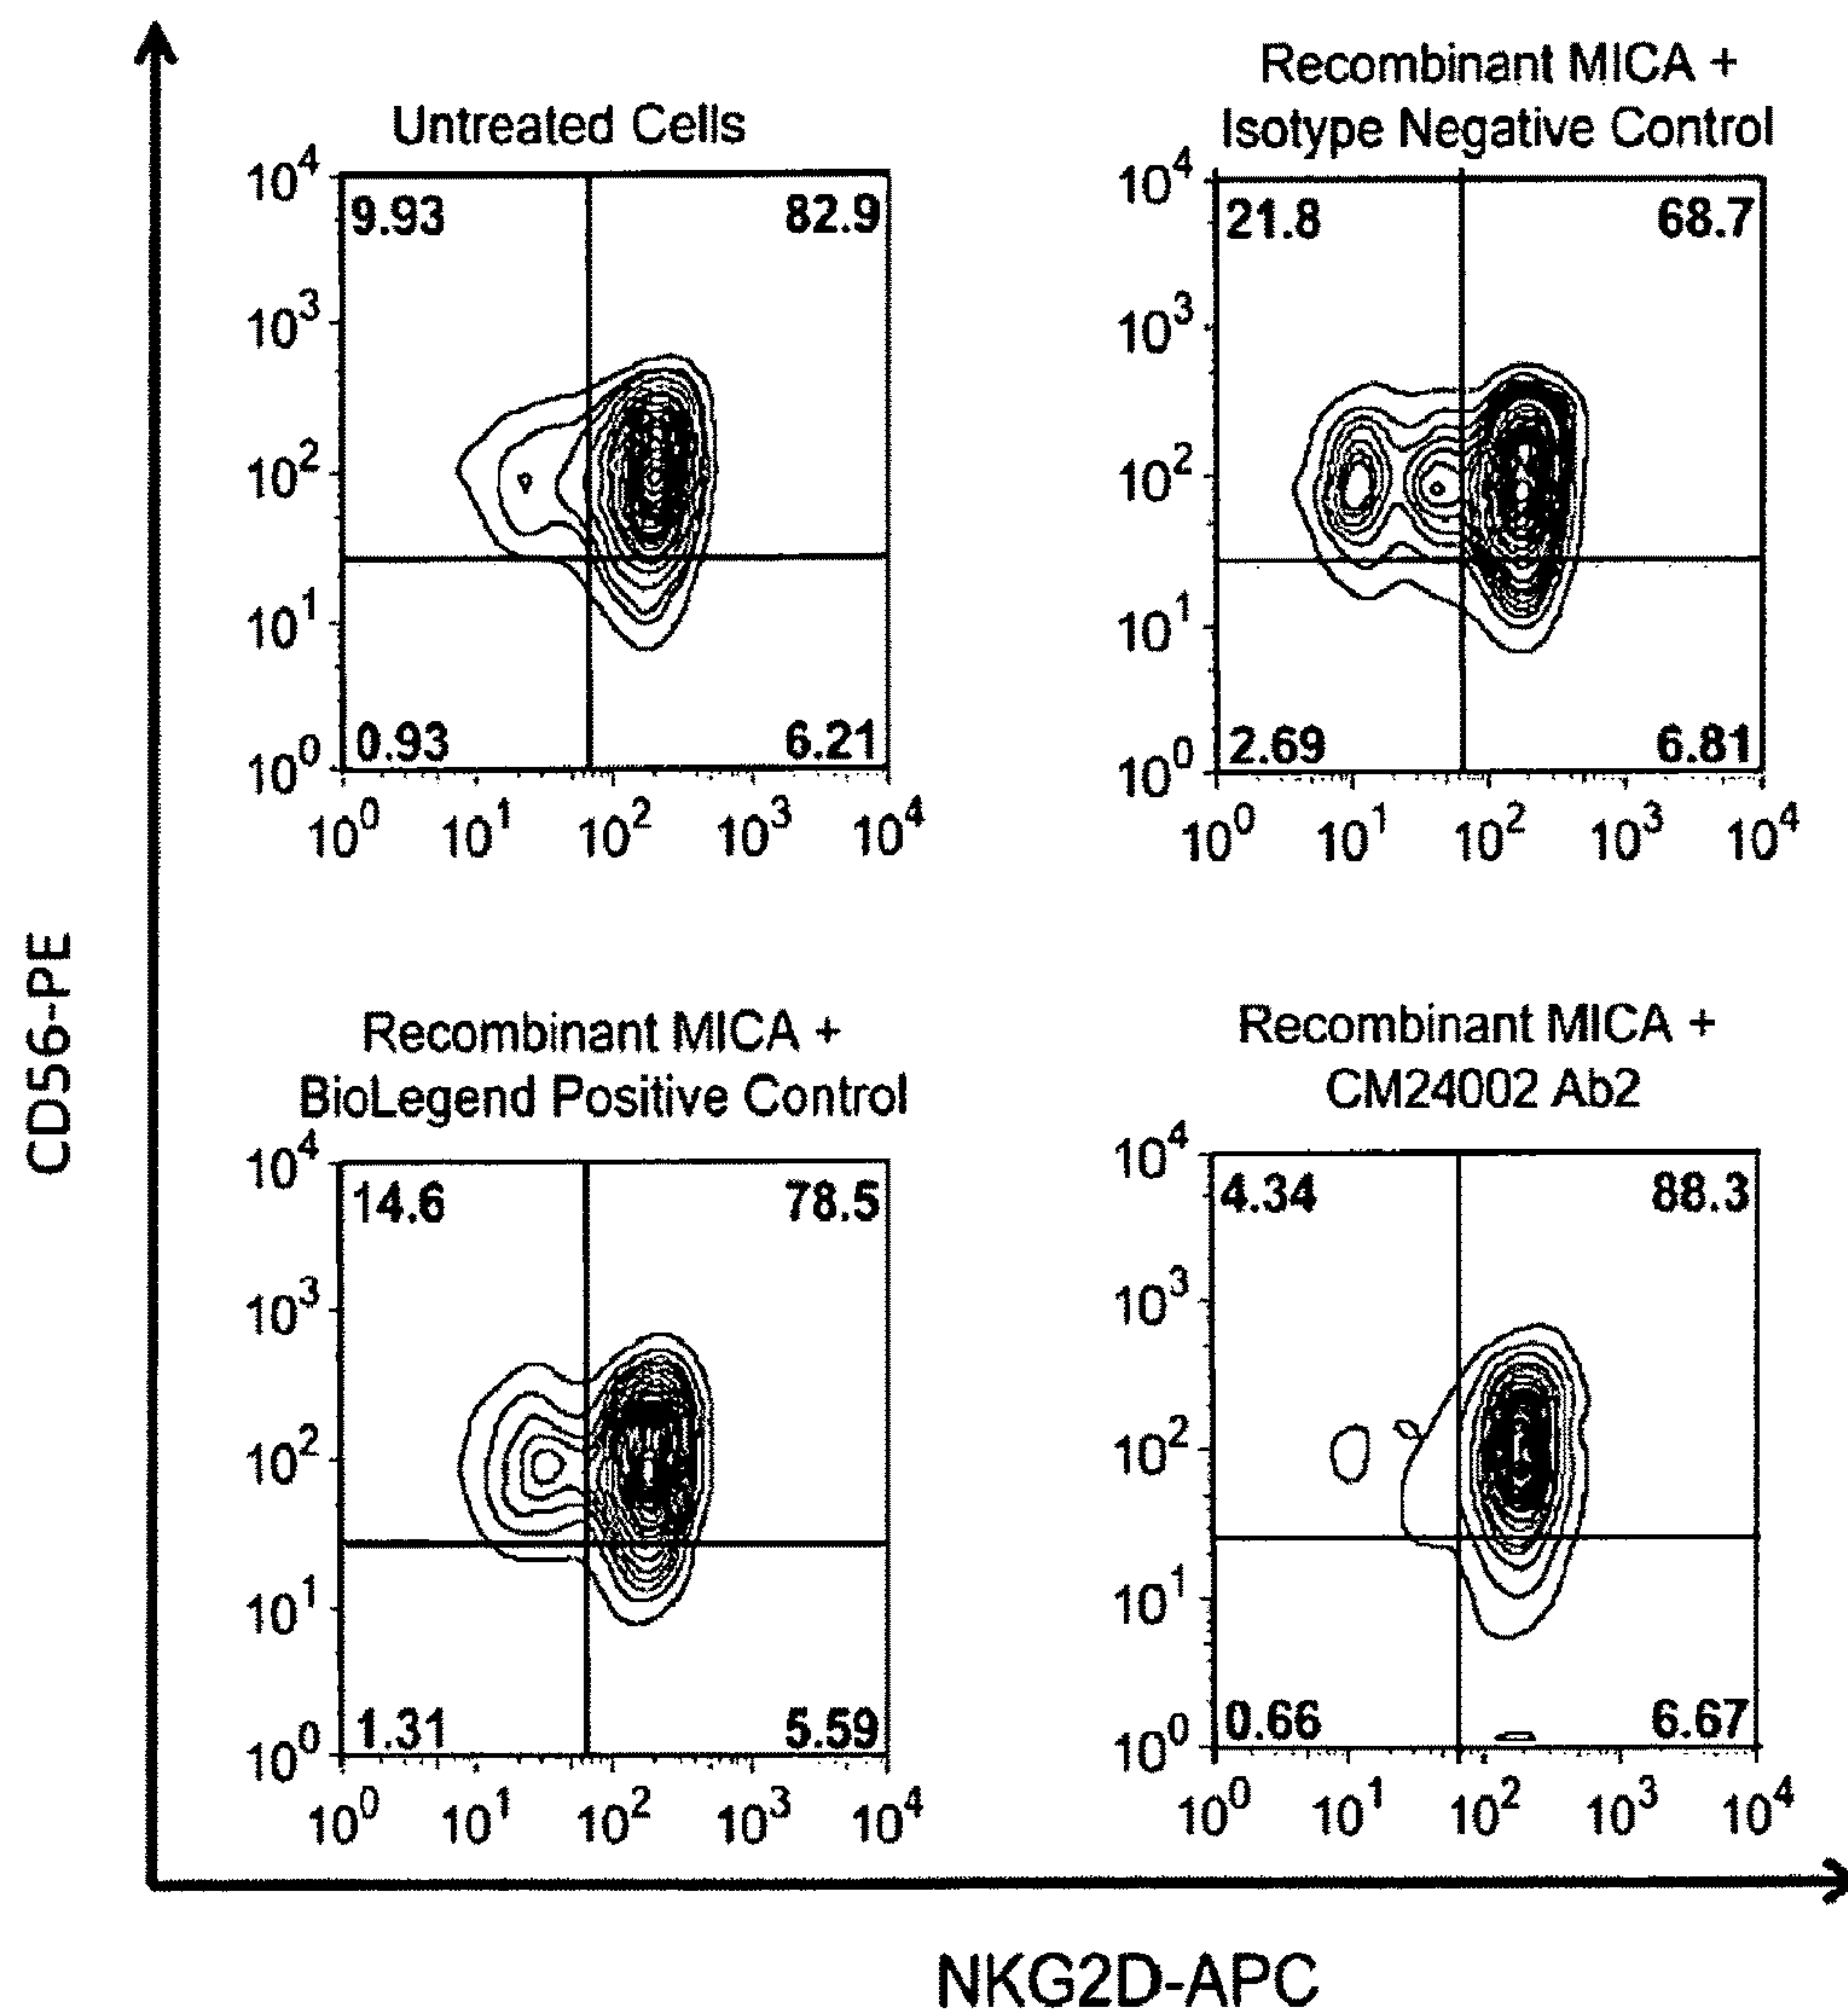 Untreated Cells
10^4
9.93
82.9
10^3
10^2
10^1
0.93
6.21
10^0
10^0 10^1 10^2 10^3 10^4
Recombinant MICA +
Isotype Negative Control
10^4
21.8
68.7
10^3
10^2
10^1
2.69
6.81
10^0
10^0 10^1 10^2 10^3 10^4
CD56-PE
Recombinant MICA +
BioLegend Positive Control
10^4
14.6
78.5
10^3
10^2
10^1
1.31
5.59
10^0
10^0 10^1 10^2 10^3 10^4
Recombinant MICA +
CM24002 Ab2
10^4
4.34
88.3
10^3
10^2
10^1
0.66
6.67
10^0
10^0 10^1 10^2 10^3 10^4
NKG2D-APC